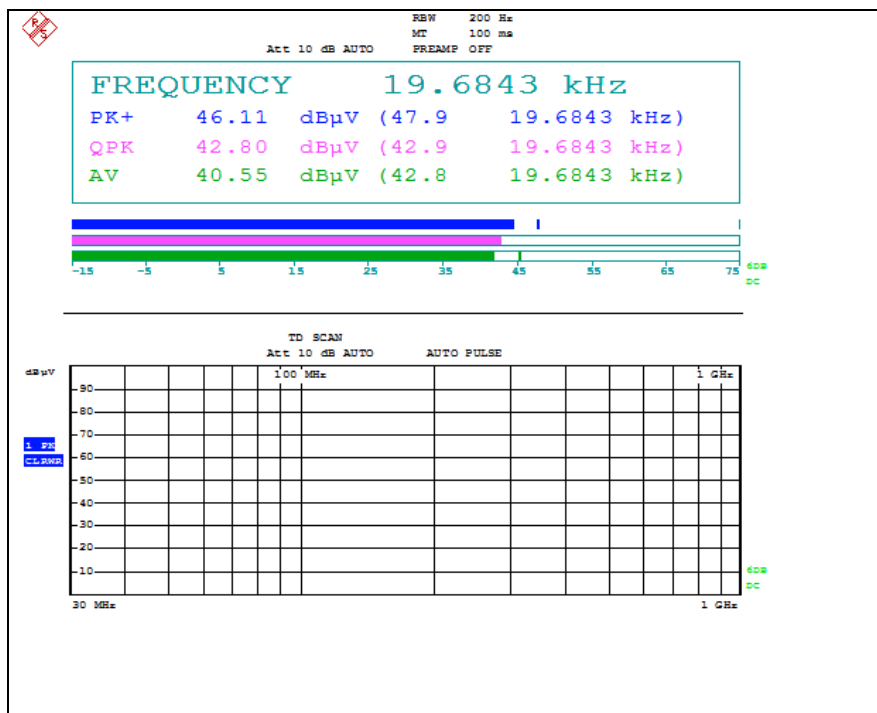 R S
RBW 200 Hz
MT 100 ms
Att 10 dB AUTO PREAMP OFF
FREQUENCY 19.6843 kHz
PK+ 46.11 dBµV (47.9 19.6843 kHz)
QPK 42.80 dBµV (42.9 19.6843 kHz)
AV 40.55 dBµV (42.8 19.6843 kHz)
-15 -5 5 15 25 35 45 55 65 75
6DB
DC
TD SCAN
Att 10 dB AUTO AUTO PULSE
dBµV
100 MHz 1 GHz
90
80
70
1 PK
CLRWR
60
50
40
30
20
10
6DB
DC
30 MHz 1 GHz